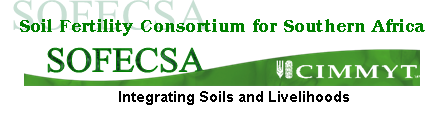 SOFECSA
Soil Fertility Consortium for Southern Africa
SOFECSA
CIMMYT
Integrating Soils and Livelihoods